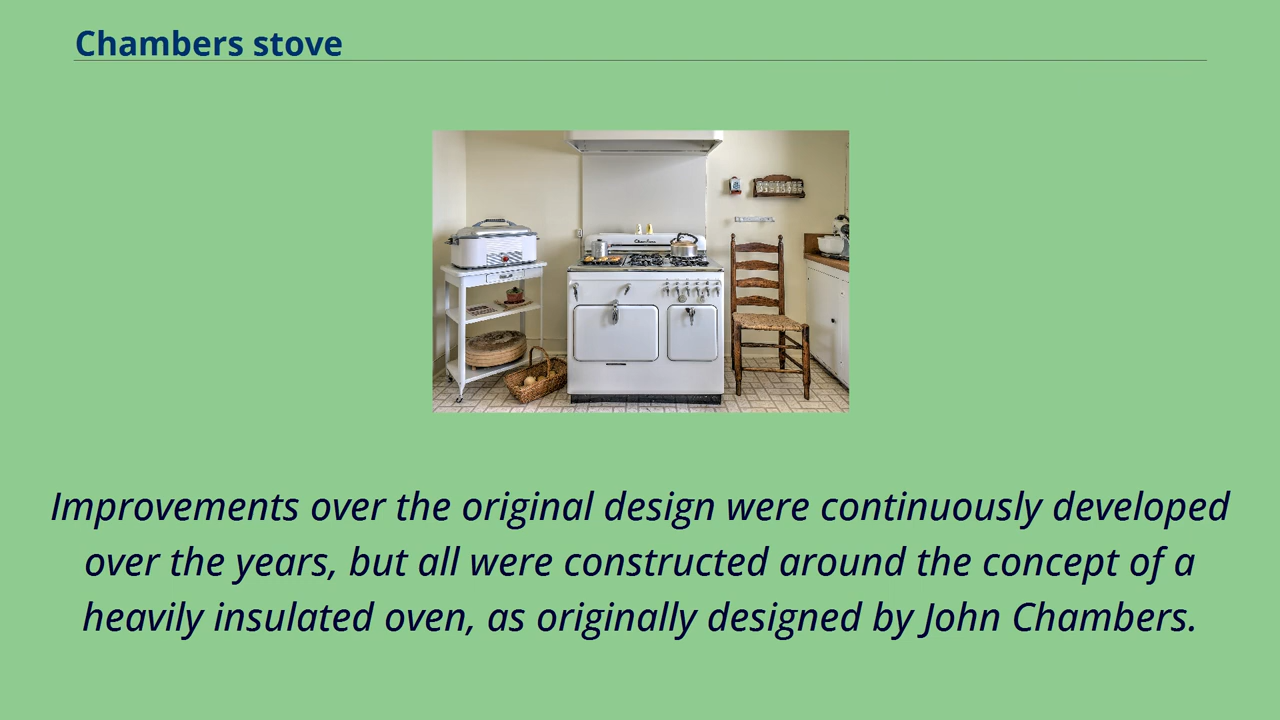 Chambers stove
Chambers
Improvements over the original design were continuously developed
over the years, but all were constructed around the concept of a
heavily insulated oven, as originally designed by John Chambers.